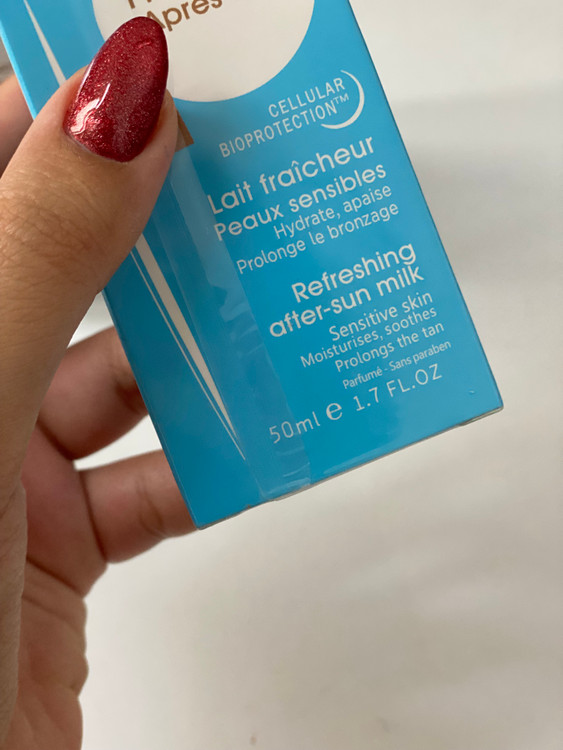 Après
CELLULAR
BIOPROTECTION™
Lait fraîcheur
Peaux sensibles
Hydrate, apaise
Prolonge le bronzage
Refreshing
after-sun milk
Sensitive skin
Moisturises, soothes
Prolongs the tan
Parfumé - Sans paraben
50ml e 1.7 FL.OZ